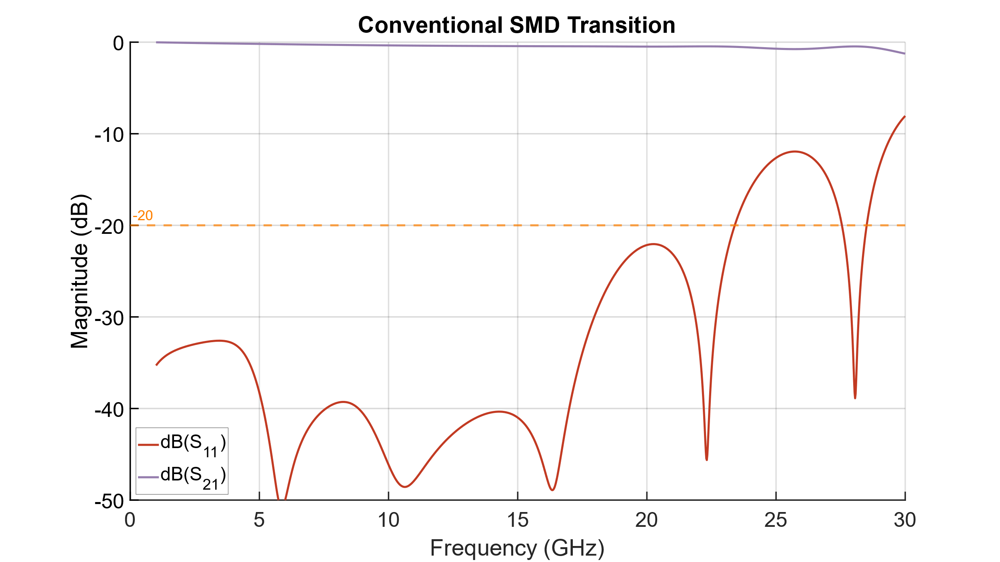 Conventional SMD Transition
0
-10
-20
-20
-30
-40
-50
Magnitude (dB)
dB(S11)
dB(S21)
0 5 10 15 20 25 30
Frequency (GHz)